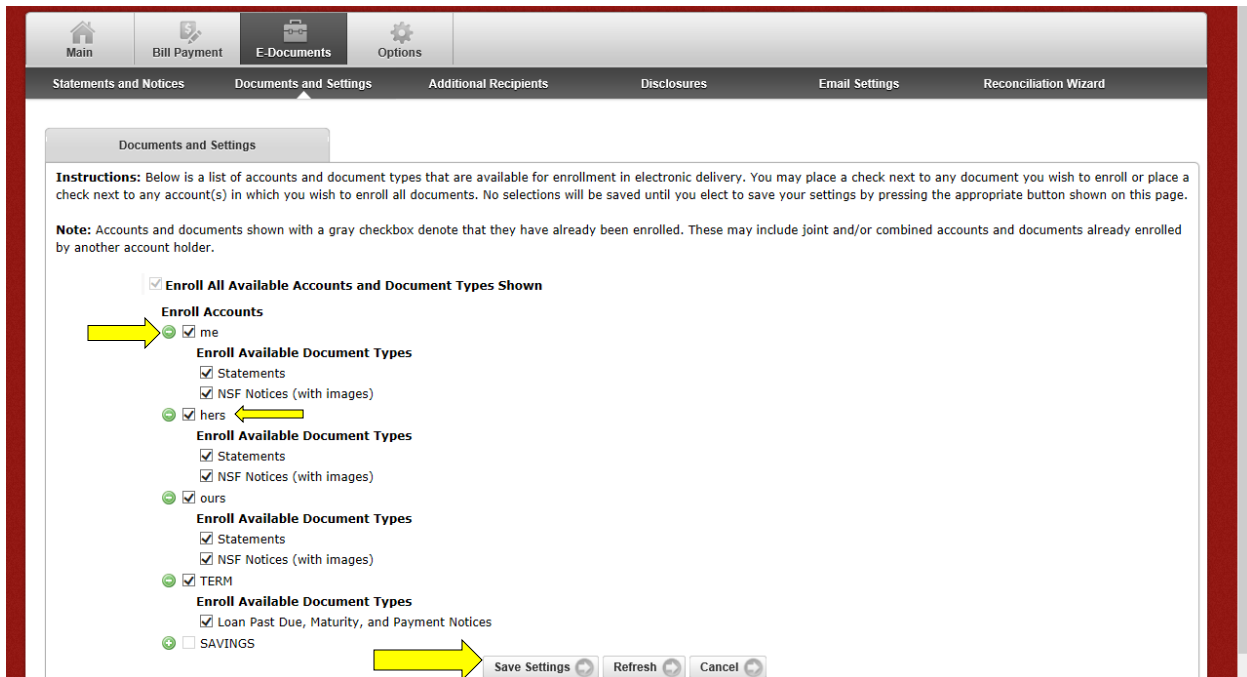 Main
Bill Payment
E-Documents
Options
Statements and Notices
Documents and Settings
Additional Recipients
Disclosures
Email Settings
Reconciliation Wizard
Documents and Settings
Instructions: Below is a list of accounts and document types that are available for enrollment in electronic delivery. You may place a check next to any document you wish to enroll or place a
check next to any account(s) in which you wish to enroll all documents. No selections will be saved until you elect to save your settings by pressing the appropriate button shown on this page.
Note: Accounts and documents shown with a gray checkbox denote that they have already been enrolled. These may include joint and/or combined accounts and documents already enrolled
by another account holder.
Enroll All Available Accounts and Document Types Shown
Enroll Accounts
me
Enroll Available Document Types
Statements
NSF Notices (with images)
hers
Enroll Available Document Types
Statements
NSF Notices (with images)
ours
Enroll Available Document Types
Statements
NSF Notices (with images)
TERM
Enroll Available Document Types
Loan Past Due, Maturity, and Payment Notices
SAVINGS
Save Settings
Refresh
Cancel